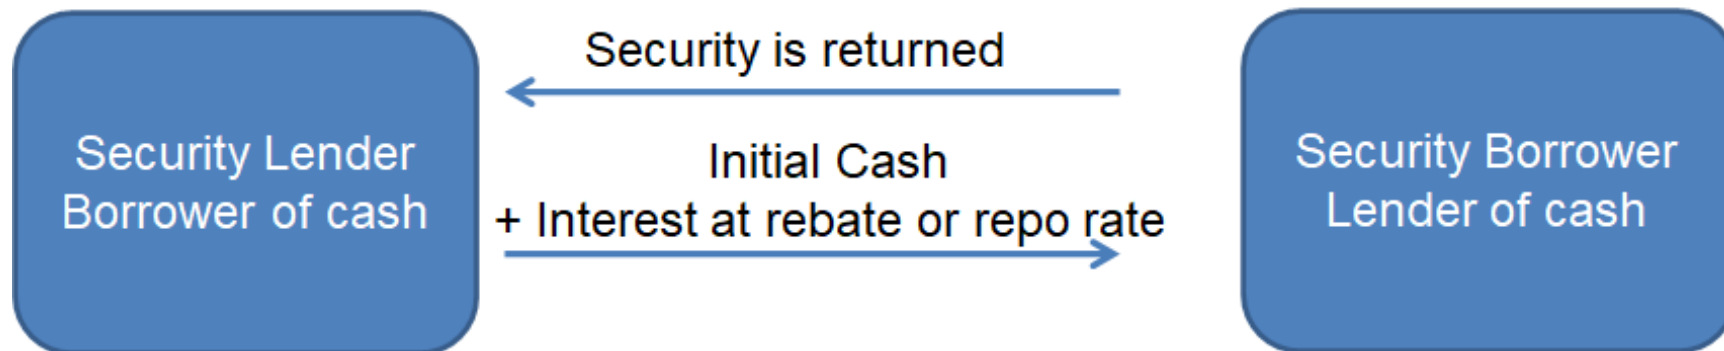 Security Lender
Borrower of cash
Security is returned
Initial Cash
+ Interest at rebate or repo rate
Security Borrower
Lender of cash